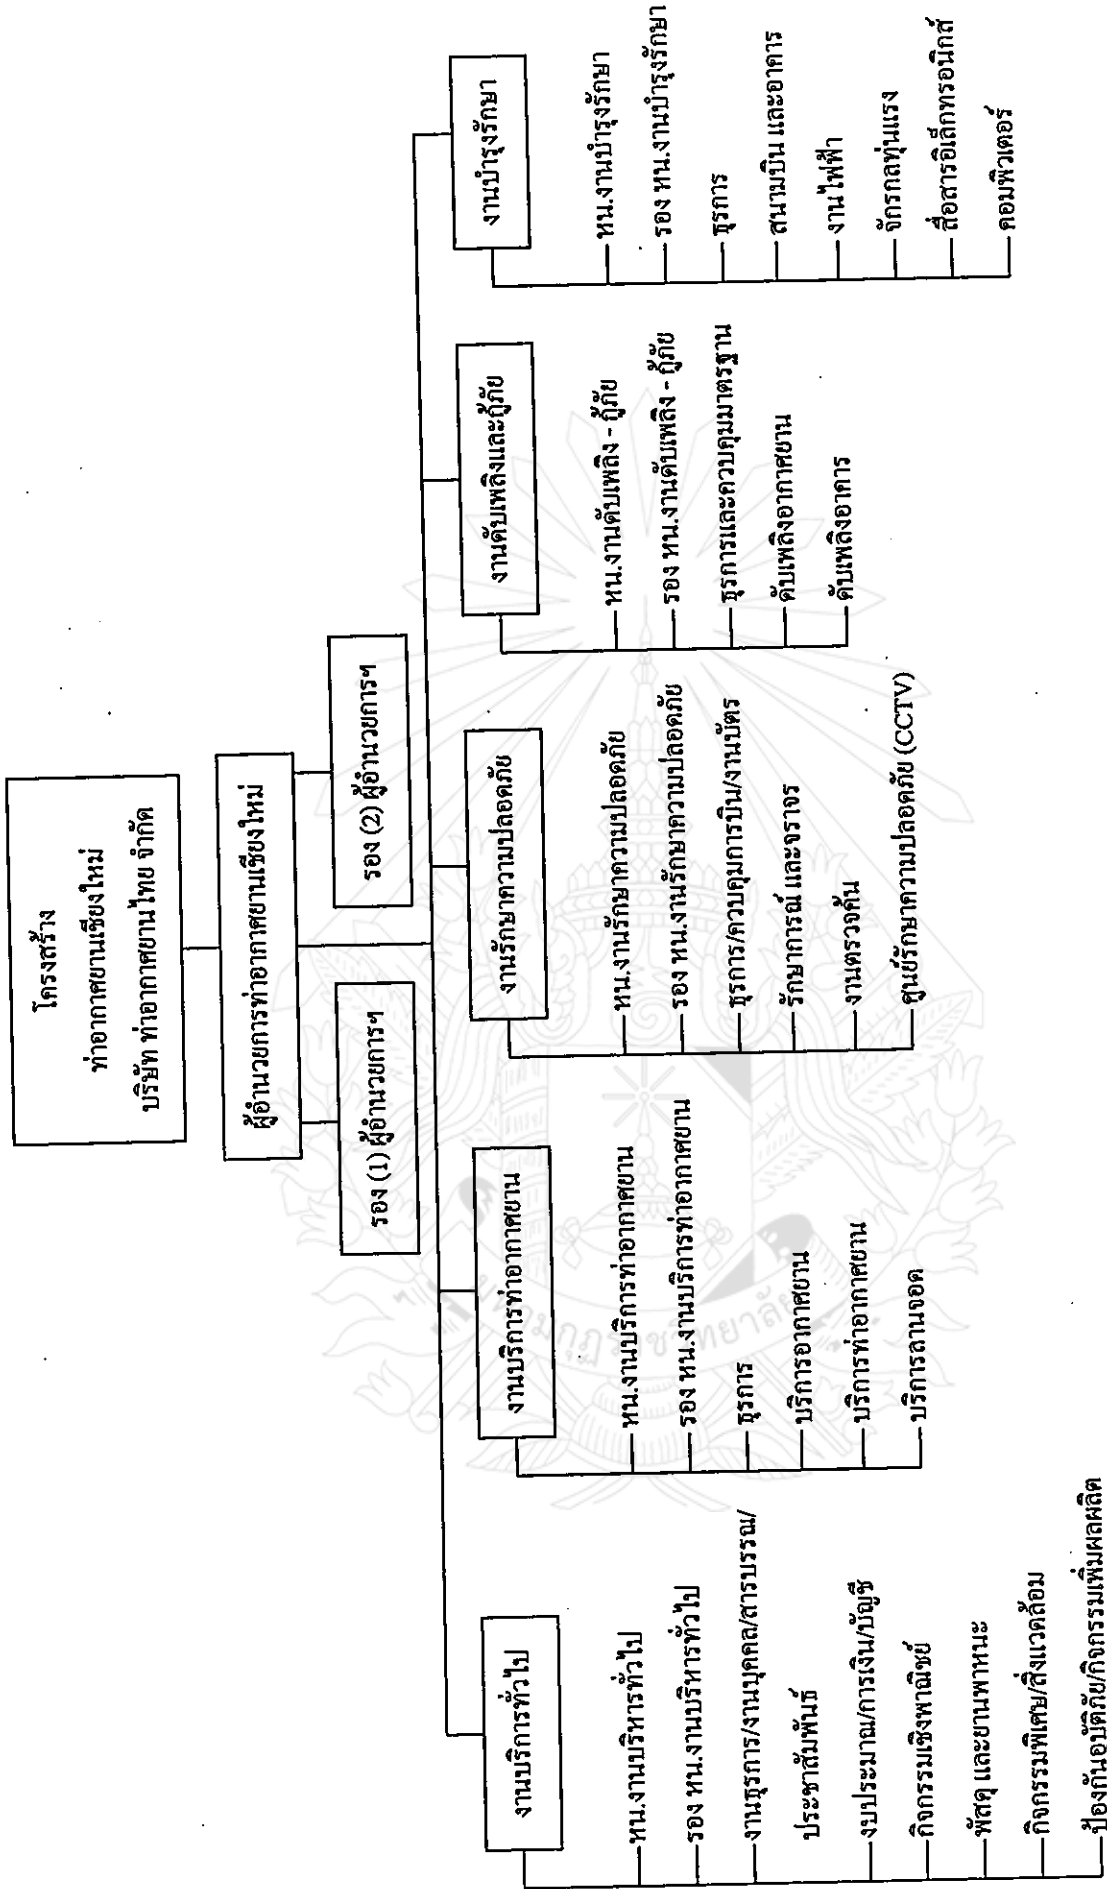 โครงสร้าง
ท่าอากาศยานเชียงใหม่
บริษัท ท่าอากาศยานไทย จำกัด
ผู้อำนวยการท่าอากาศยานเชียงใหม่
รอง (1) ผู้อำนวยการฯ
รอง (2) ผู้อำนวยการฯ
งานบริการทั่วไป
หน.งานบริหารทั่วไป
รอง หน.งานบริหารทั่วไป
งานธุรการ/งานบุคคล/สารบรรณ/
ประชาสัมพันธ์
งบประมาณ/การเงิน/บัญชี
กิจกรรมเชิงพาณิชย์
พัสดุ และยานพาหนะ
กิจกรรมพิเศษ/สิ่งแวดล้อม
ป้องกันอุบัติภัย/กิจกรรมเพิ่มผลผลิต
งานบริการท่าอากาศยาน
หน.งานบริการท่าอากาศยาน
รอง หน.งานบริการท่าอากาศยาน
ธุรการ
บริการอากาศยาน
บริการท่าอากาศยาน
บริการลานจอด
งานรักษาความปลอดภัย
หน.งานรักษาความปลอดภัย
รอง หน.งานรักษาความปลอดภัย
ธุรการ/ควบคุมการบิน/งานบัตร
รักษาการณ์ และจราจร
งานตรวจค้น
ศูนย์รักษาความปลอดภัย (CCTV)
งานดับเพลิงและกู้ภัย
หน.งานดับเพลิง - กู้ภัย
รอง หน.งานดับเพลิง - กู้ภัย
ธุรการและควบคุมมาตรฐาน
ดับเพลิงอากาศยาน
ดับเพลิงอาคาร
งานบำรุงรักษา
หน.งานบำรุงรักษา
รอง หน.งานบำรุงรักษา
ธุรการ
สนามบิน และอาคาร
งานไฟฟ้า
จักรกลทุ่นแรง
สื่อสารอิเล็กทรอนิกส์
คอมพิวเตอร์